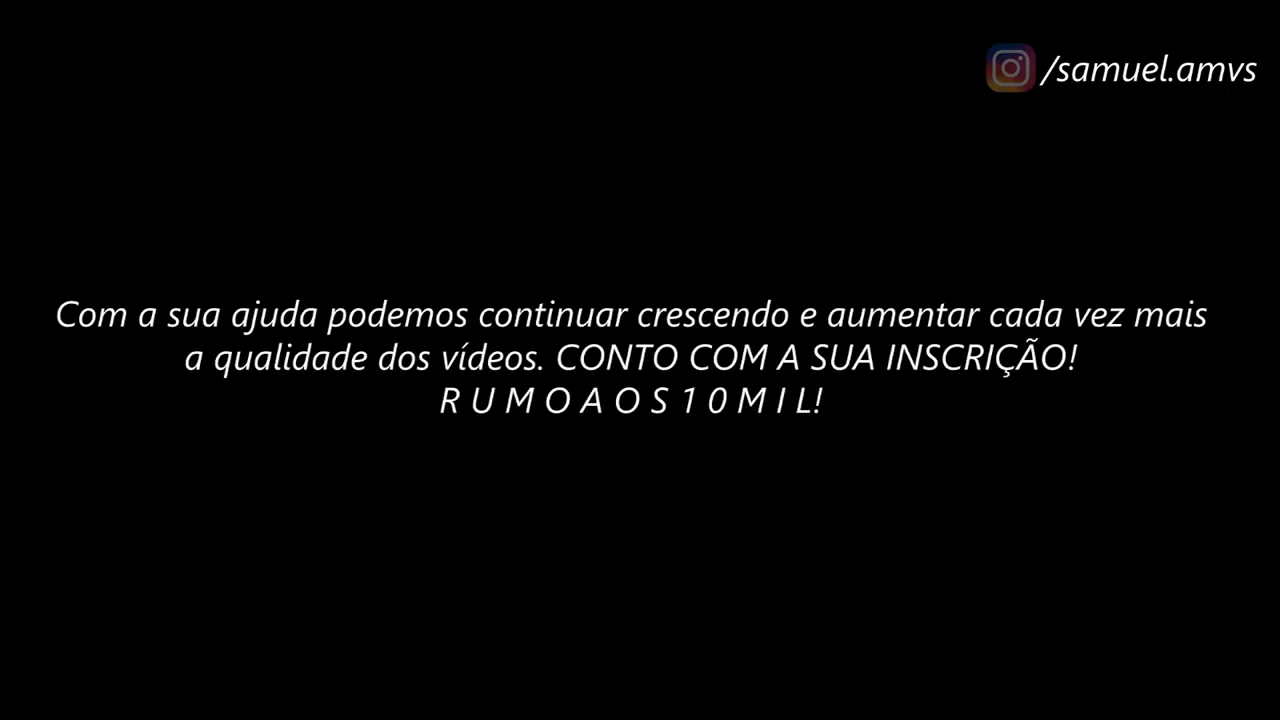 /samuel.amvs
Com a sua ajuda podemos continuar crescendo e aumentar cada vez mais
a qualidade dos vídeos. CONTO COM A SUA INSCRIÇÃO!
R U M O A O S 1 0 M I L!